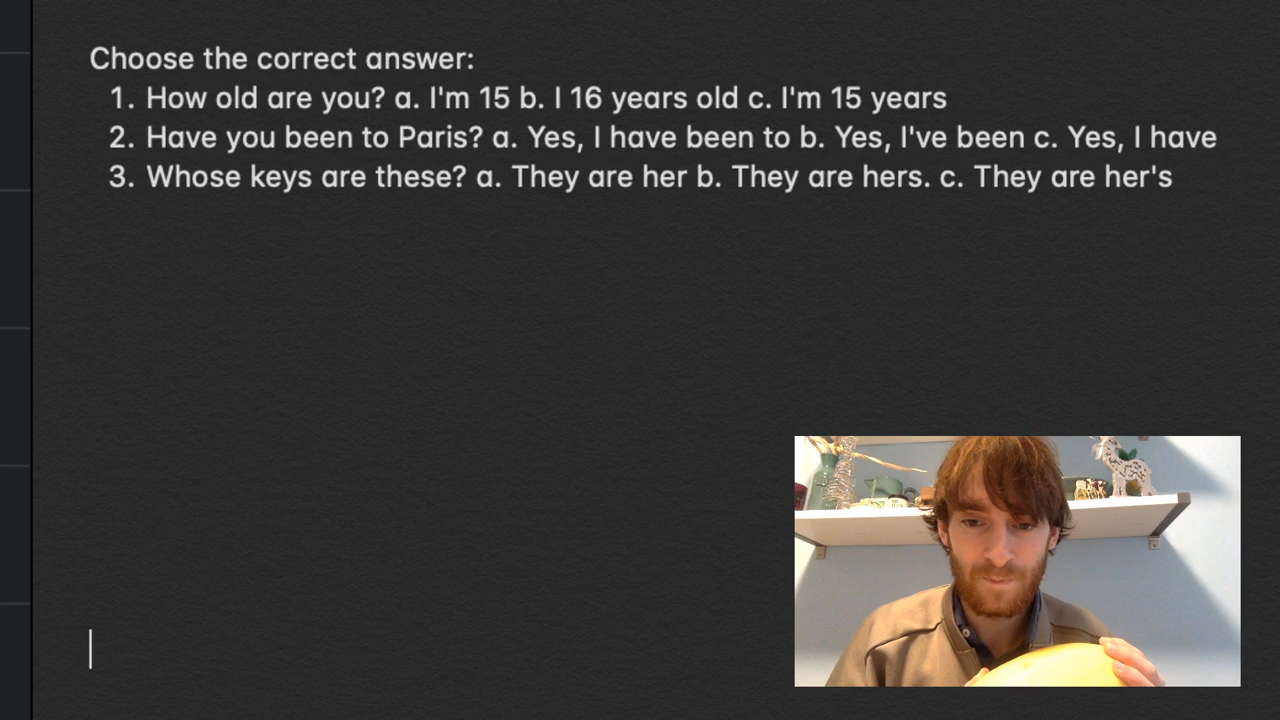 Choose the correct answer:
1. How old are you? a. I'm 15 b. I 16 years old c. I'm 15 years
2. Have you been to Paris? a. Yes, I have been to b. Yes, I've been c. Yes, I have
3. Whose keys are these? a. They are her b. They are hers. c. They are her's